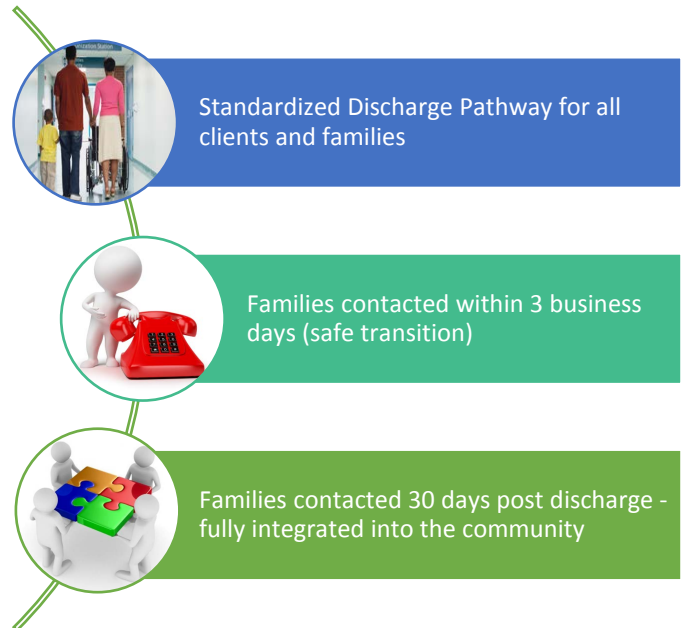 Standardized Discharge Pathway for all
clients and families
Families contacted within 3 business
days (safe transition)
Families contacted 30 days post discharge -
fully integrated into the community